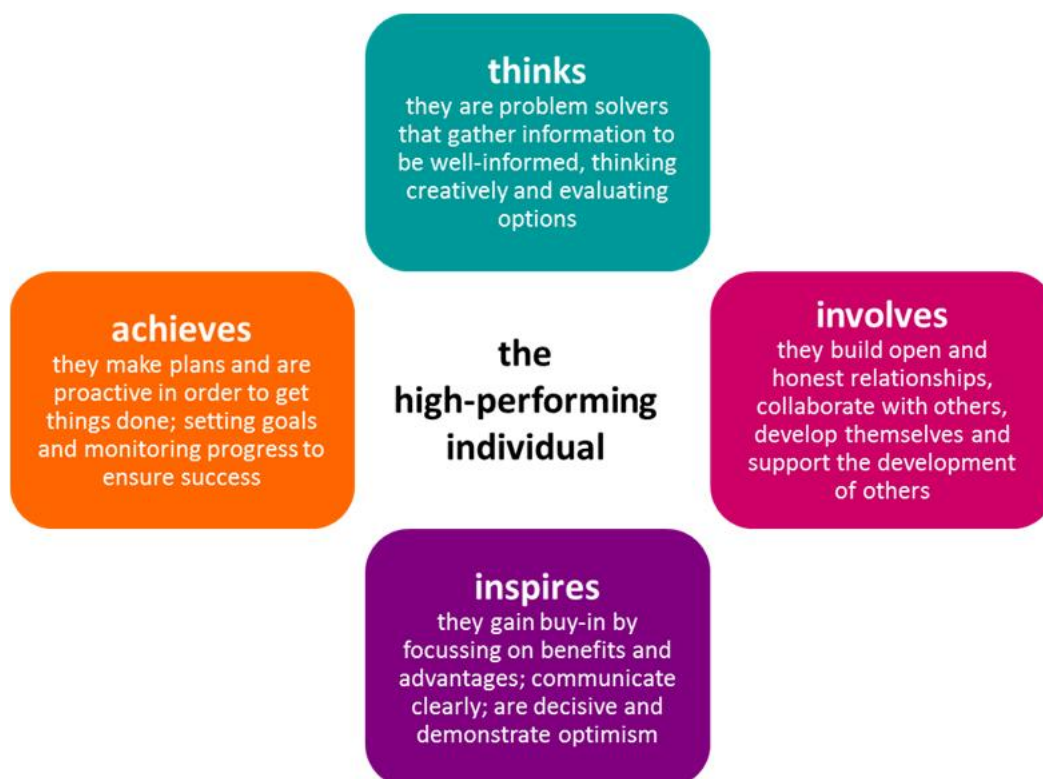 thinks
they are problem solvers
that gather information to
be well-informed, thinking
creatively and evaluating
options
achieves
they make plans and are
proactive in order to get
things done; setting goals
and monitoring progress to
ensure success
the
high-performing
individual
involves
they build open and
honest relationships,
collaborate with others,
develop themselves and
support the development
of others
inspires
they gain buy-in by
focussing on benefits and
advantages; communicate
clearly; are decisive and
demonstrate optimism